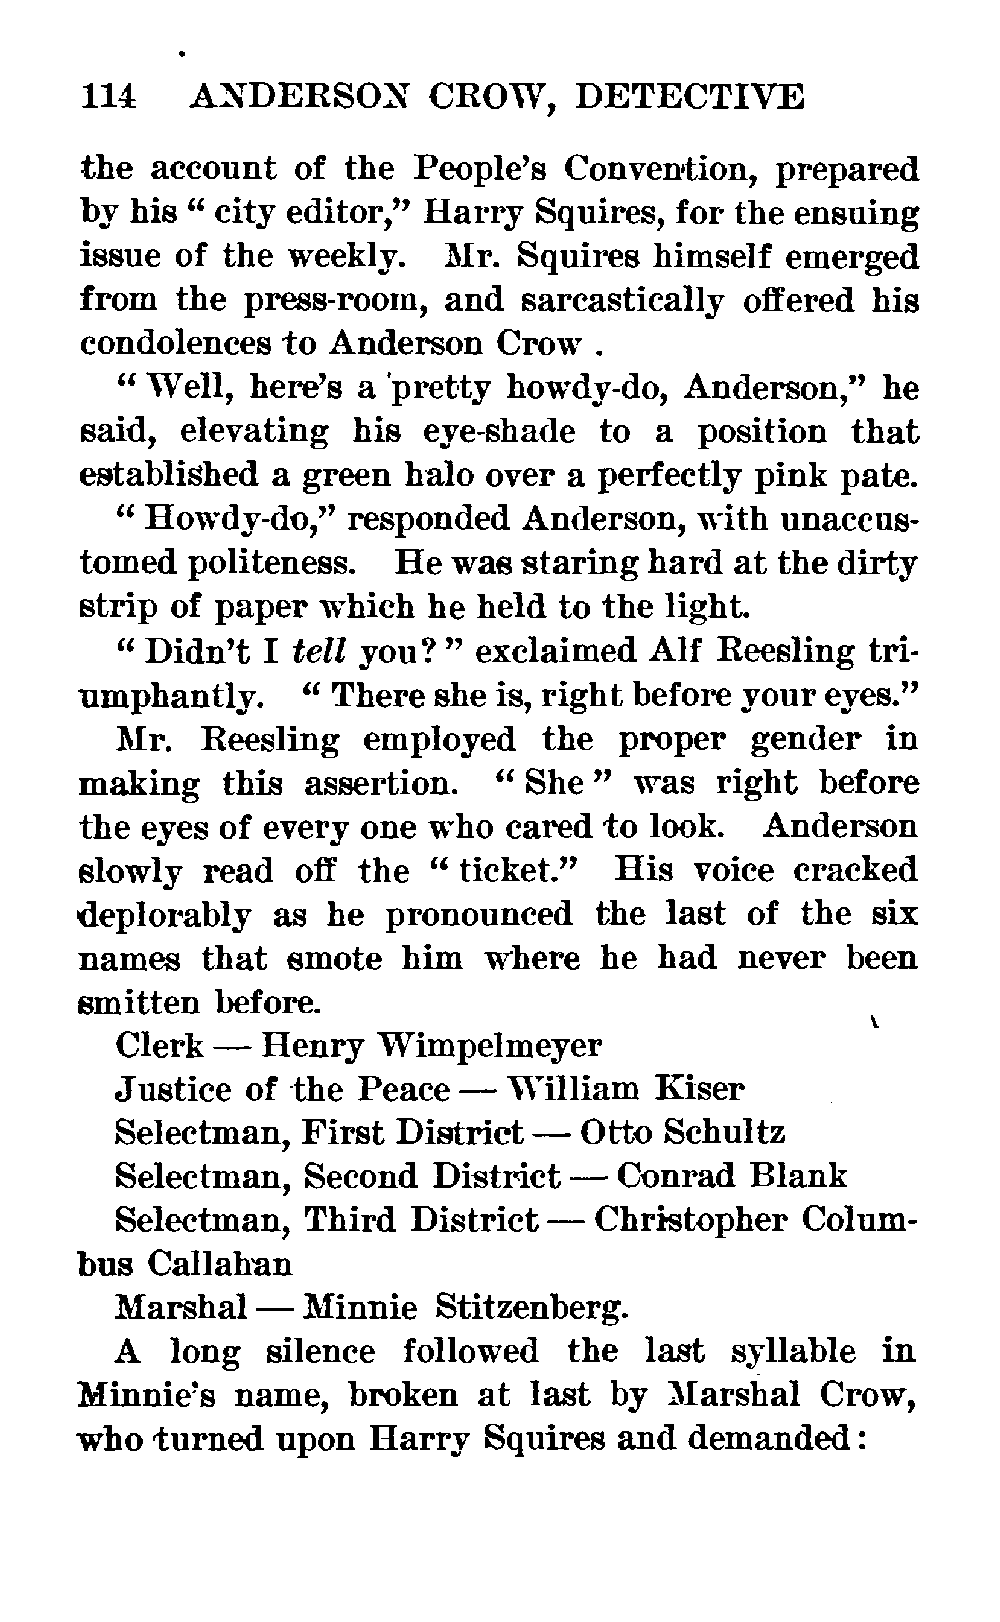 114 ANDERSON CROW, DETECTIVE
the account of the People's Convention, prepared
by his “ city editor,” Harry Squires, for the ensuing
issue of the weekly. Mr. Squires himself emerged
from the press-room, and sarcastically offered his
condolences to Anderson Crow .
“ Well, here's a pretty howdy-do, Anderson,” he
said, elevating his eye-shade to a position that
established a green halo over a perfectly pink pate.
“ Howdy-do,” responded Anderson, with unaccus-
tomed politeness. He was staring hard at the dirty
strip of paper which he held to the light.
“ Didn't I tell you? ” exclaimed Alf Reesling tri-
umphantly. “ There she is, right before your eyes.”
Mr. Reesling employed the proper gender in
making this assertion. “ She ” was right before
the eyes of every one who cared to look. Anderson
slowly read off the “ ticket.” His voice cracked
deplorably as he pronounced the last of the six
names that smote him where he had never been
smitten before.
Clerk — Henry Wimpelmeyer
Justice of the Peace — William Kiser
Selectman, First District — Otto Schultz
Selectman, Second District — Conrad Blank
Selectman, Third District — Christopher Colum-
bus Callahan
Marshal — Minnie Stitzenberg.
A long silence followed the last syllable in
Minnie's name, broken at last by Marshal Crow,
who turned upon Harry Squires and demanded: